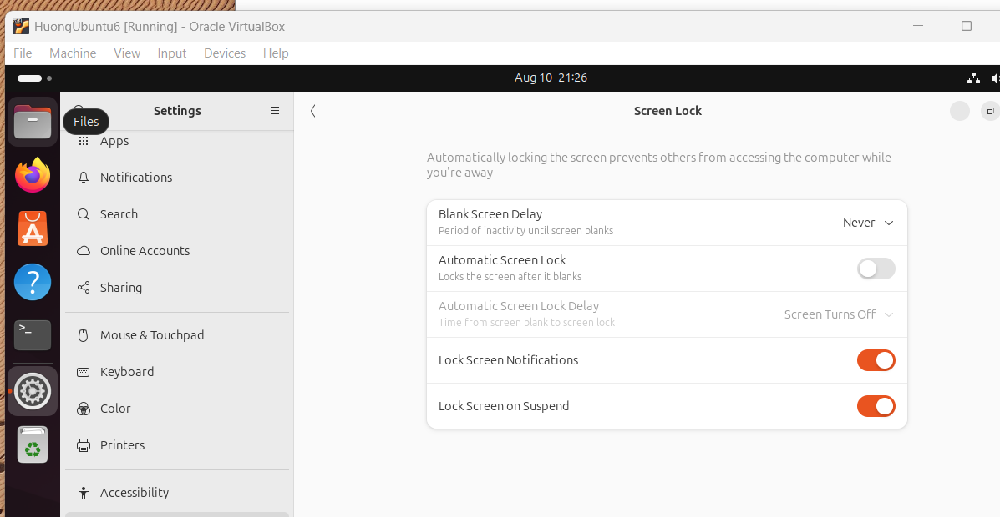 HuongUbuntu6 [Running] - Oracle VirtualBox
File Machine View Input Devices Help
Aug 10 21:26
Files
Settings
Apps
Notifications
Search
Online Accounts
Sharing
Mouse & Touchpad
Keyboard
Color
Printers
Accessibility
Screen Lock
Automatically locking the screen prevents others from accessing the computer while
you're away
Blank Screen Delay
Period of inactivity until screen blanks
Never
Automatic Screen Lock
Locks the screen after it blanks
Automatic Screen Lock Delay
Time from screen blank to screen lock
Screen Turns Off
Lock Screen Notifications
Lock Screen on Suspend